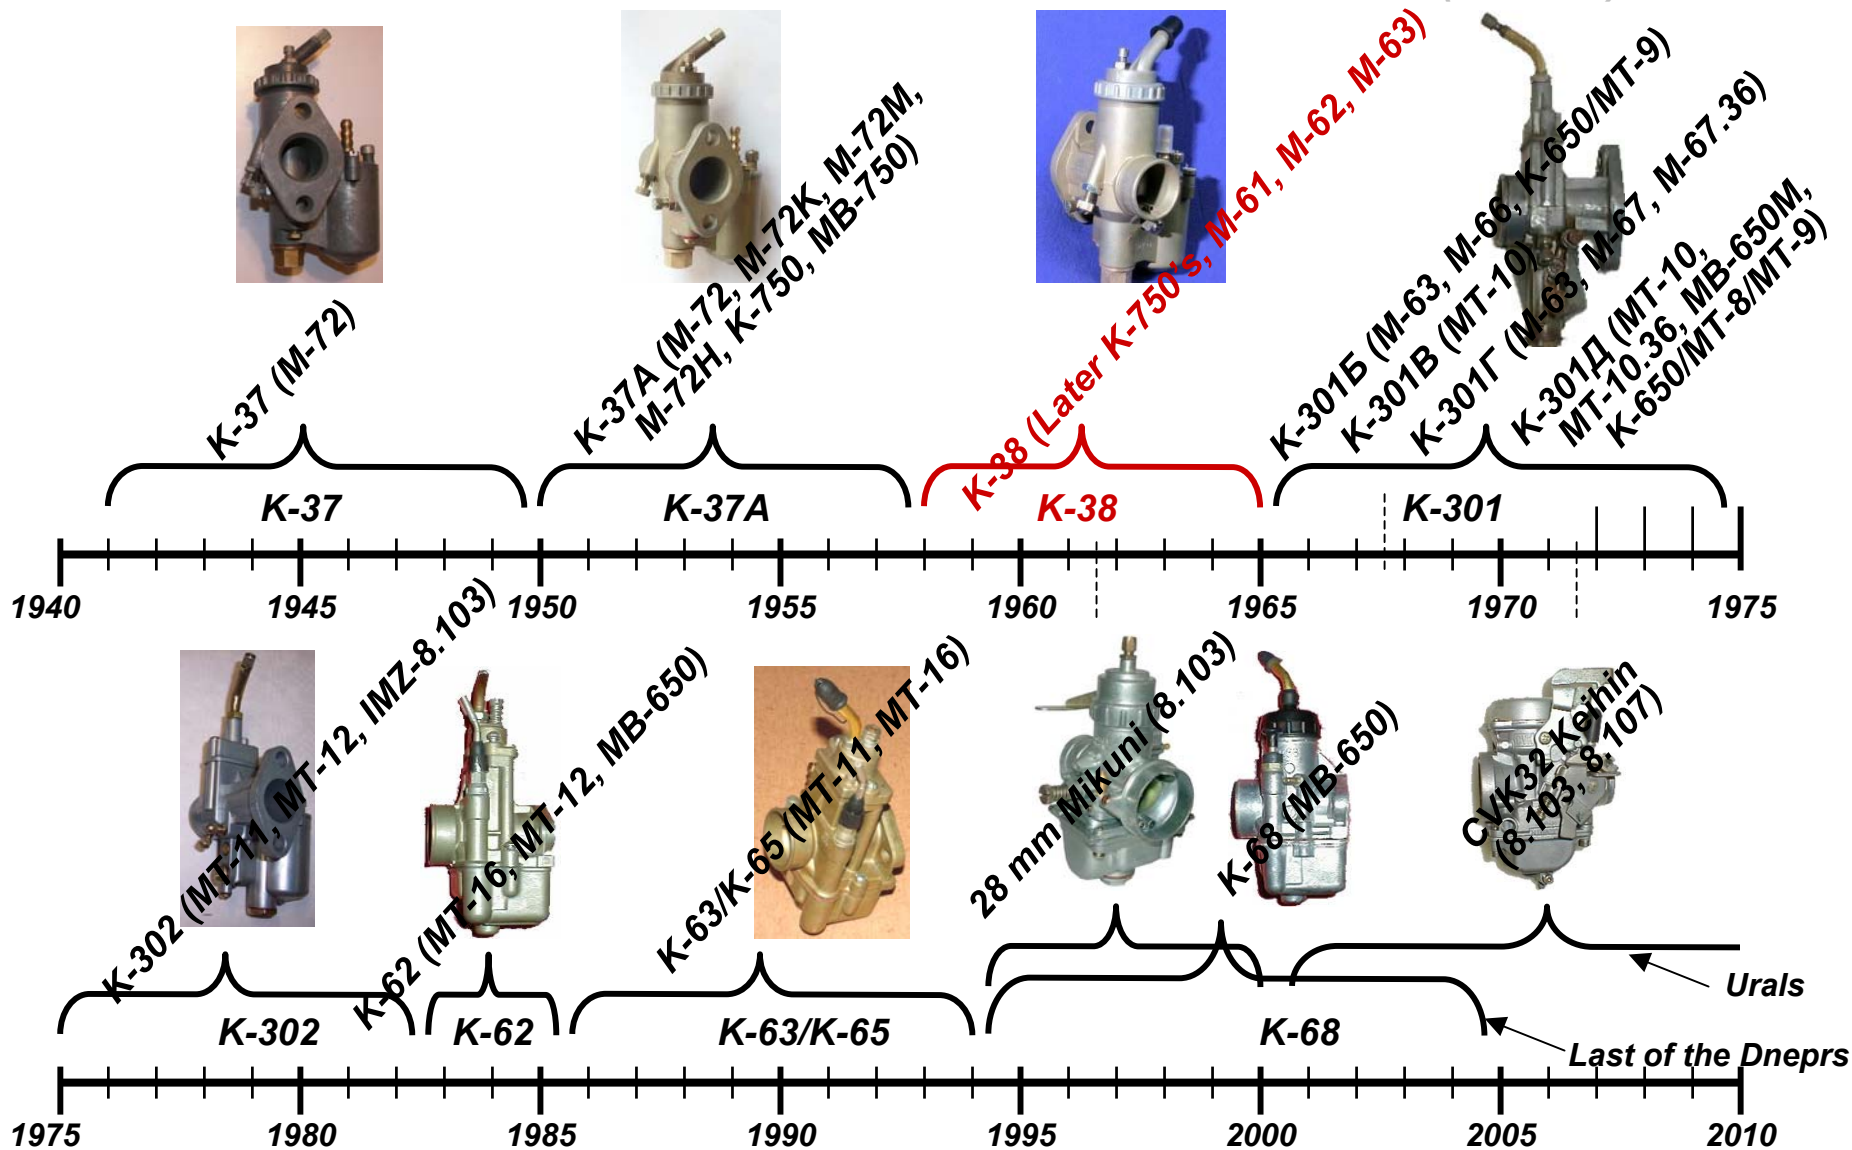 K-37 (M-72)
K-37A (M-72, M-72K, M-72M,
M-72H, K-750, MB-750)
K-38 (Later K-750's, M-61, M-62, M-63)
K-301Б (M-63, M-66, K-650/MT-9)
K-301B (MT-10)
K-301Г (M-63, M-67, M-67.36)
K-301Д (MT-10,
MT-10.36, MB-650M,
K-650/MT-8/MT-9)
K-37
K-37A
K-38
K-301
1940
1945
1950
1955
1960
1965
1970
1975
K-302 (MT-11, MT-12, IMZ-8.103)
K-62 (MT-16, MT-12, MB-650)
K-63/K-65 (MT-11, MT-16)
28 mm Mikuni (8.103)
K-68 (MB-650)
CVK32 Keihin
(8.103, 8.107)
Urals
K-302
K-62
K-63/K-65
K-68
Last of the Dneprs
1975
1980
1985
1990
1995
2000
2005
2010